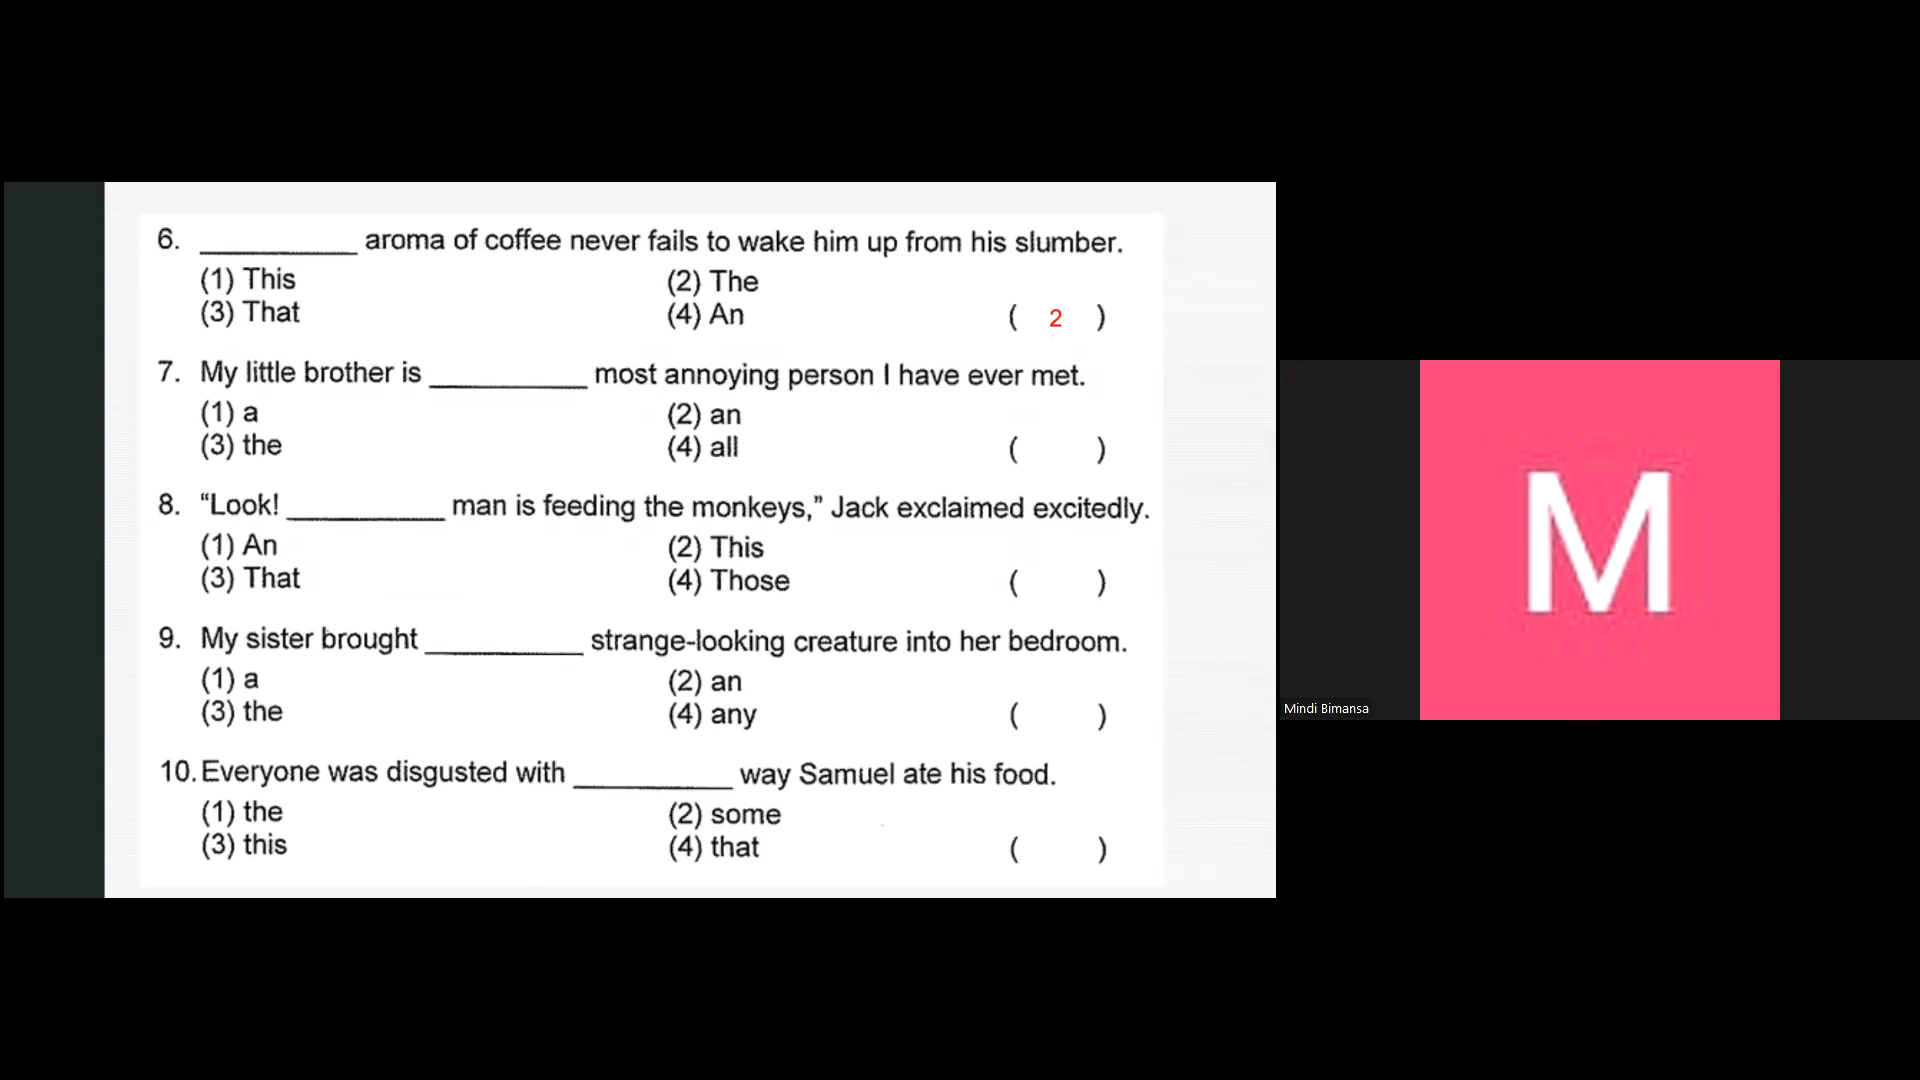 6. __________ aroma of coffee never fails to wake him up from his slumber.
(1) This (2) The
(3) That (4) An ( 2 )
7. My little brother is __________ most annoying person I have ever met.
(1) a (2) an
(3) the (4) all ( )
8. “Look! __________ man is feeding the monkeys,” Jack exclaimed excitedly.
(1) An (2) This
(3) That (4) Those ( )
9. My sister brought __________ strange-looking creature into her bedroom.
(1) a (2) an
(3) the (4) any ( )
10. Everyone was disgusted with __________ way Samuel ate his food.
(1) the (2) some
(3) this (4) that ( )
M
Mindi Bimansa